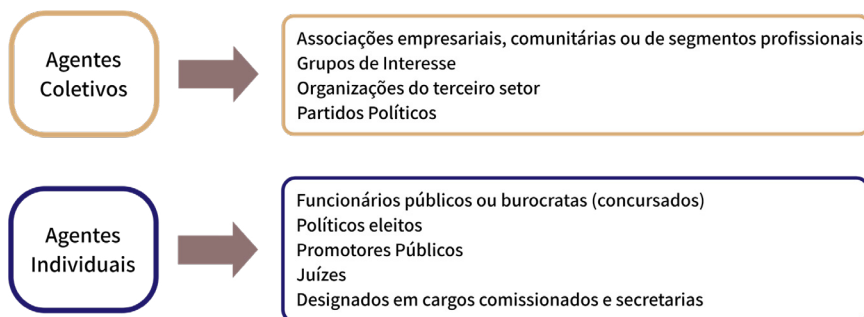 Agentes
Coletivos
Associações empresariais, comunitárias ou de segmentos profissionais
Grupos de Interesse
Organizações do terceiro setor
Partidos Políticos
Agentes
Individuais
Funcionários públicos ou burocratas (concursados)
Políticos eleitos
Promotores Públicos
Juízes
Designados em cargos comissionados e secretarias